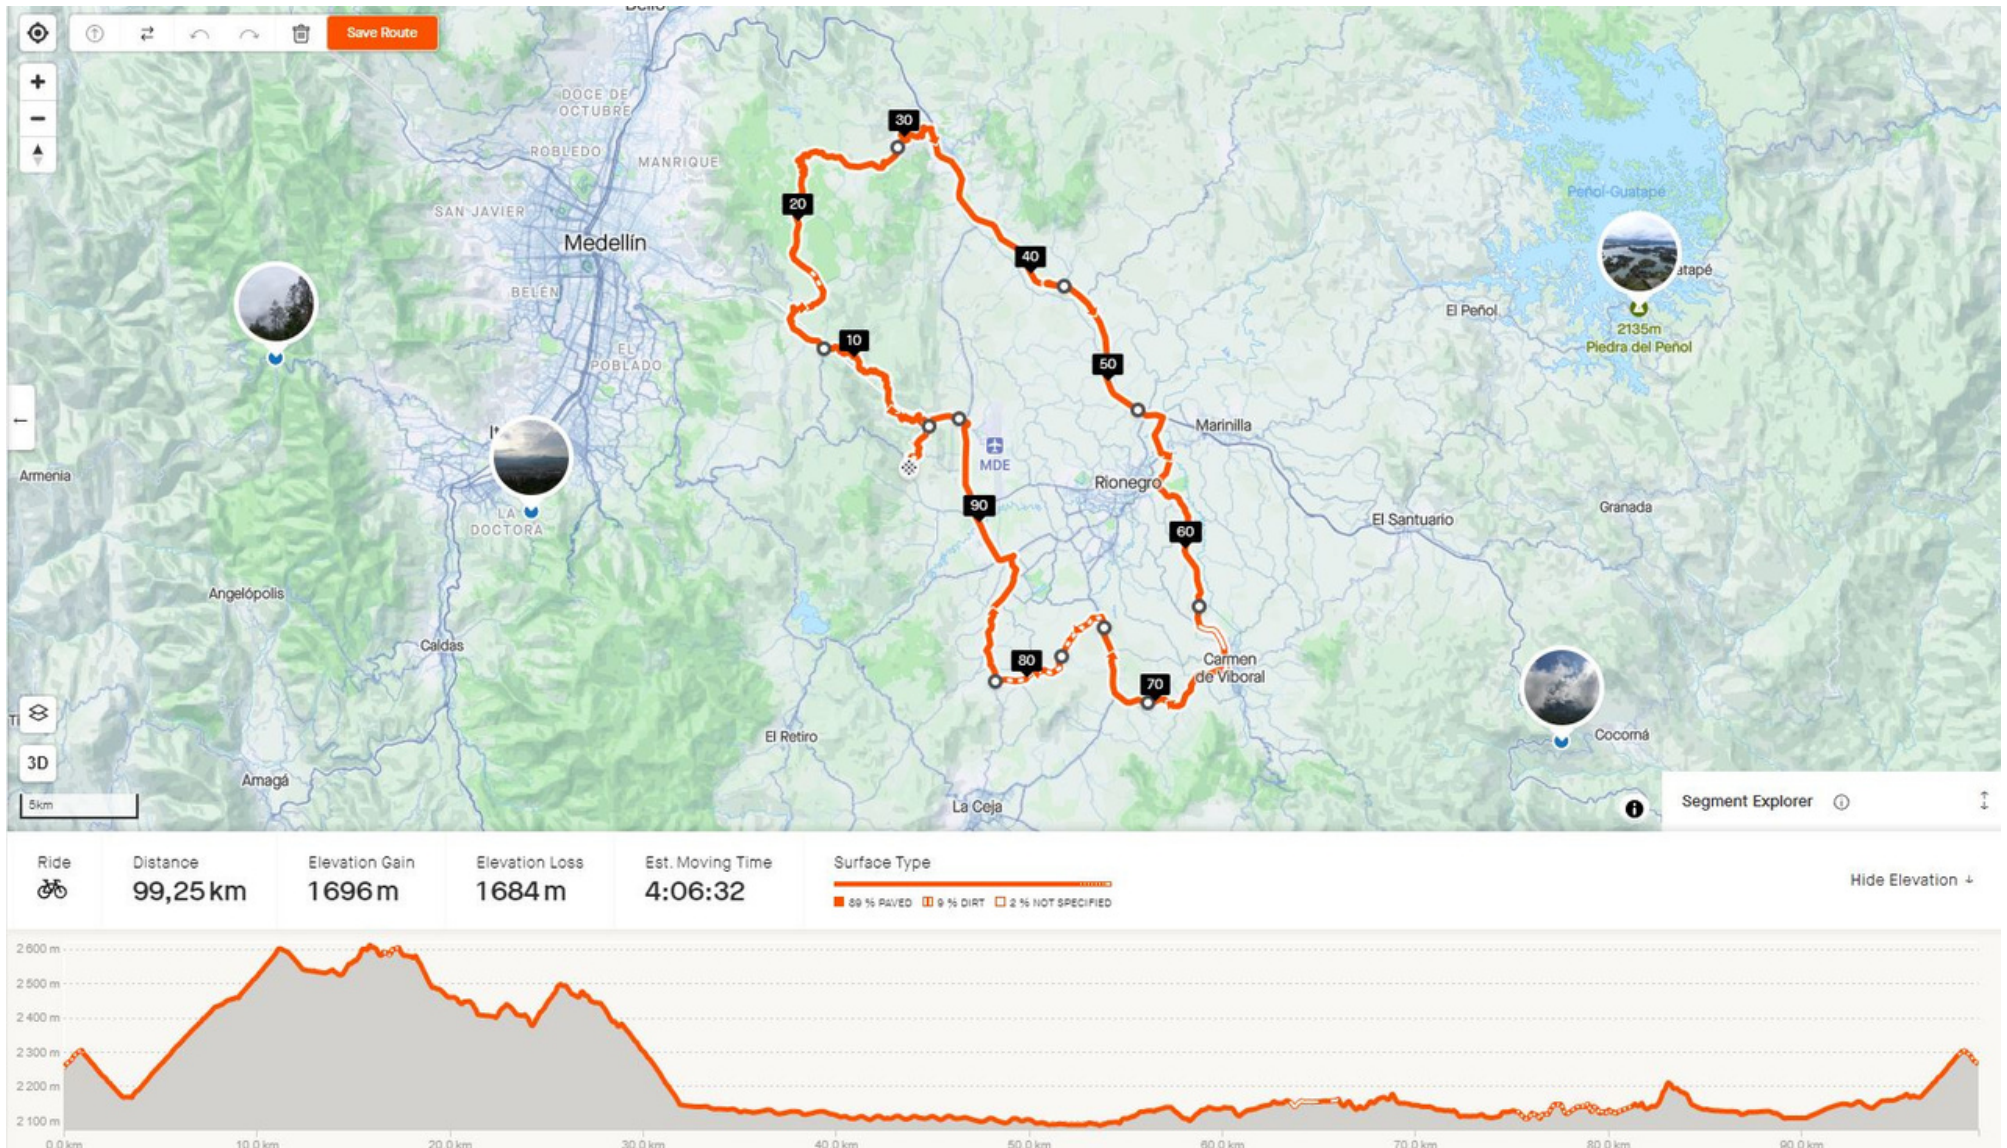 Save Route
DOCE DE
OCTUBRE
ROBLEDO
MANRIQUE
30
20
SAN JAVIER
Medellín
BELÉN
40
Peñol-Guatapé
atapé
El Peñol
2135m
Piedra del Peñol
EL
POBLADO
10
50
Marinilla
MDE
Armenia
Rionegro
90
Granada
LA
DOCTORA
El Santuario
60
Angelópolis
Caldas
Carmen
de Viboral
80
70
El Retiro
Cocorná
3D
Amagá
La Ceja
5km
Segment Explorer
Ride
Distance
Elevation Gain
Elevation Loss
Est. Moving Time
Surface Type
99,25 km
1 696 m
1 684 m
4:06:32
89 % PAVED
9 % DIRT
2 % NOT SPECIFIED
Hide Elevation
2 600 m
2 500 m
2 400 m
2 300 m
2 200 m
2 100 m
0.0 km
10.0 km
20.0 km
30.0 km
40.0 km
50.0 km
60.0 km
70.0 km
80.0 km
90.0 km